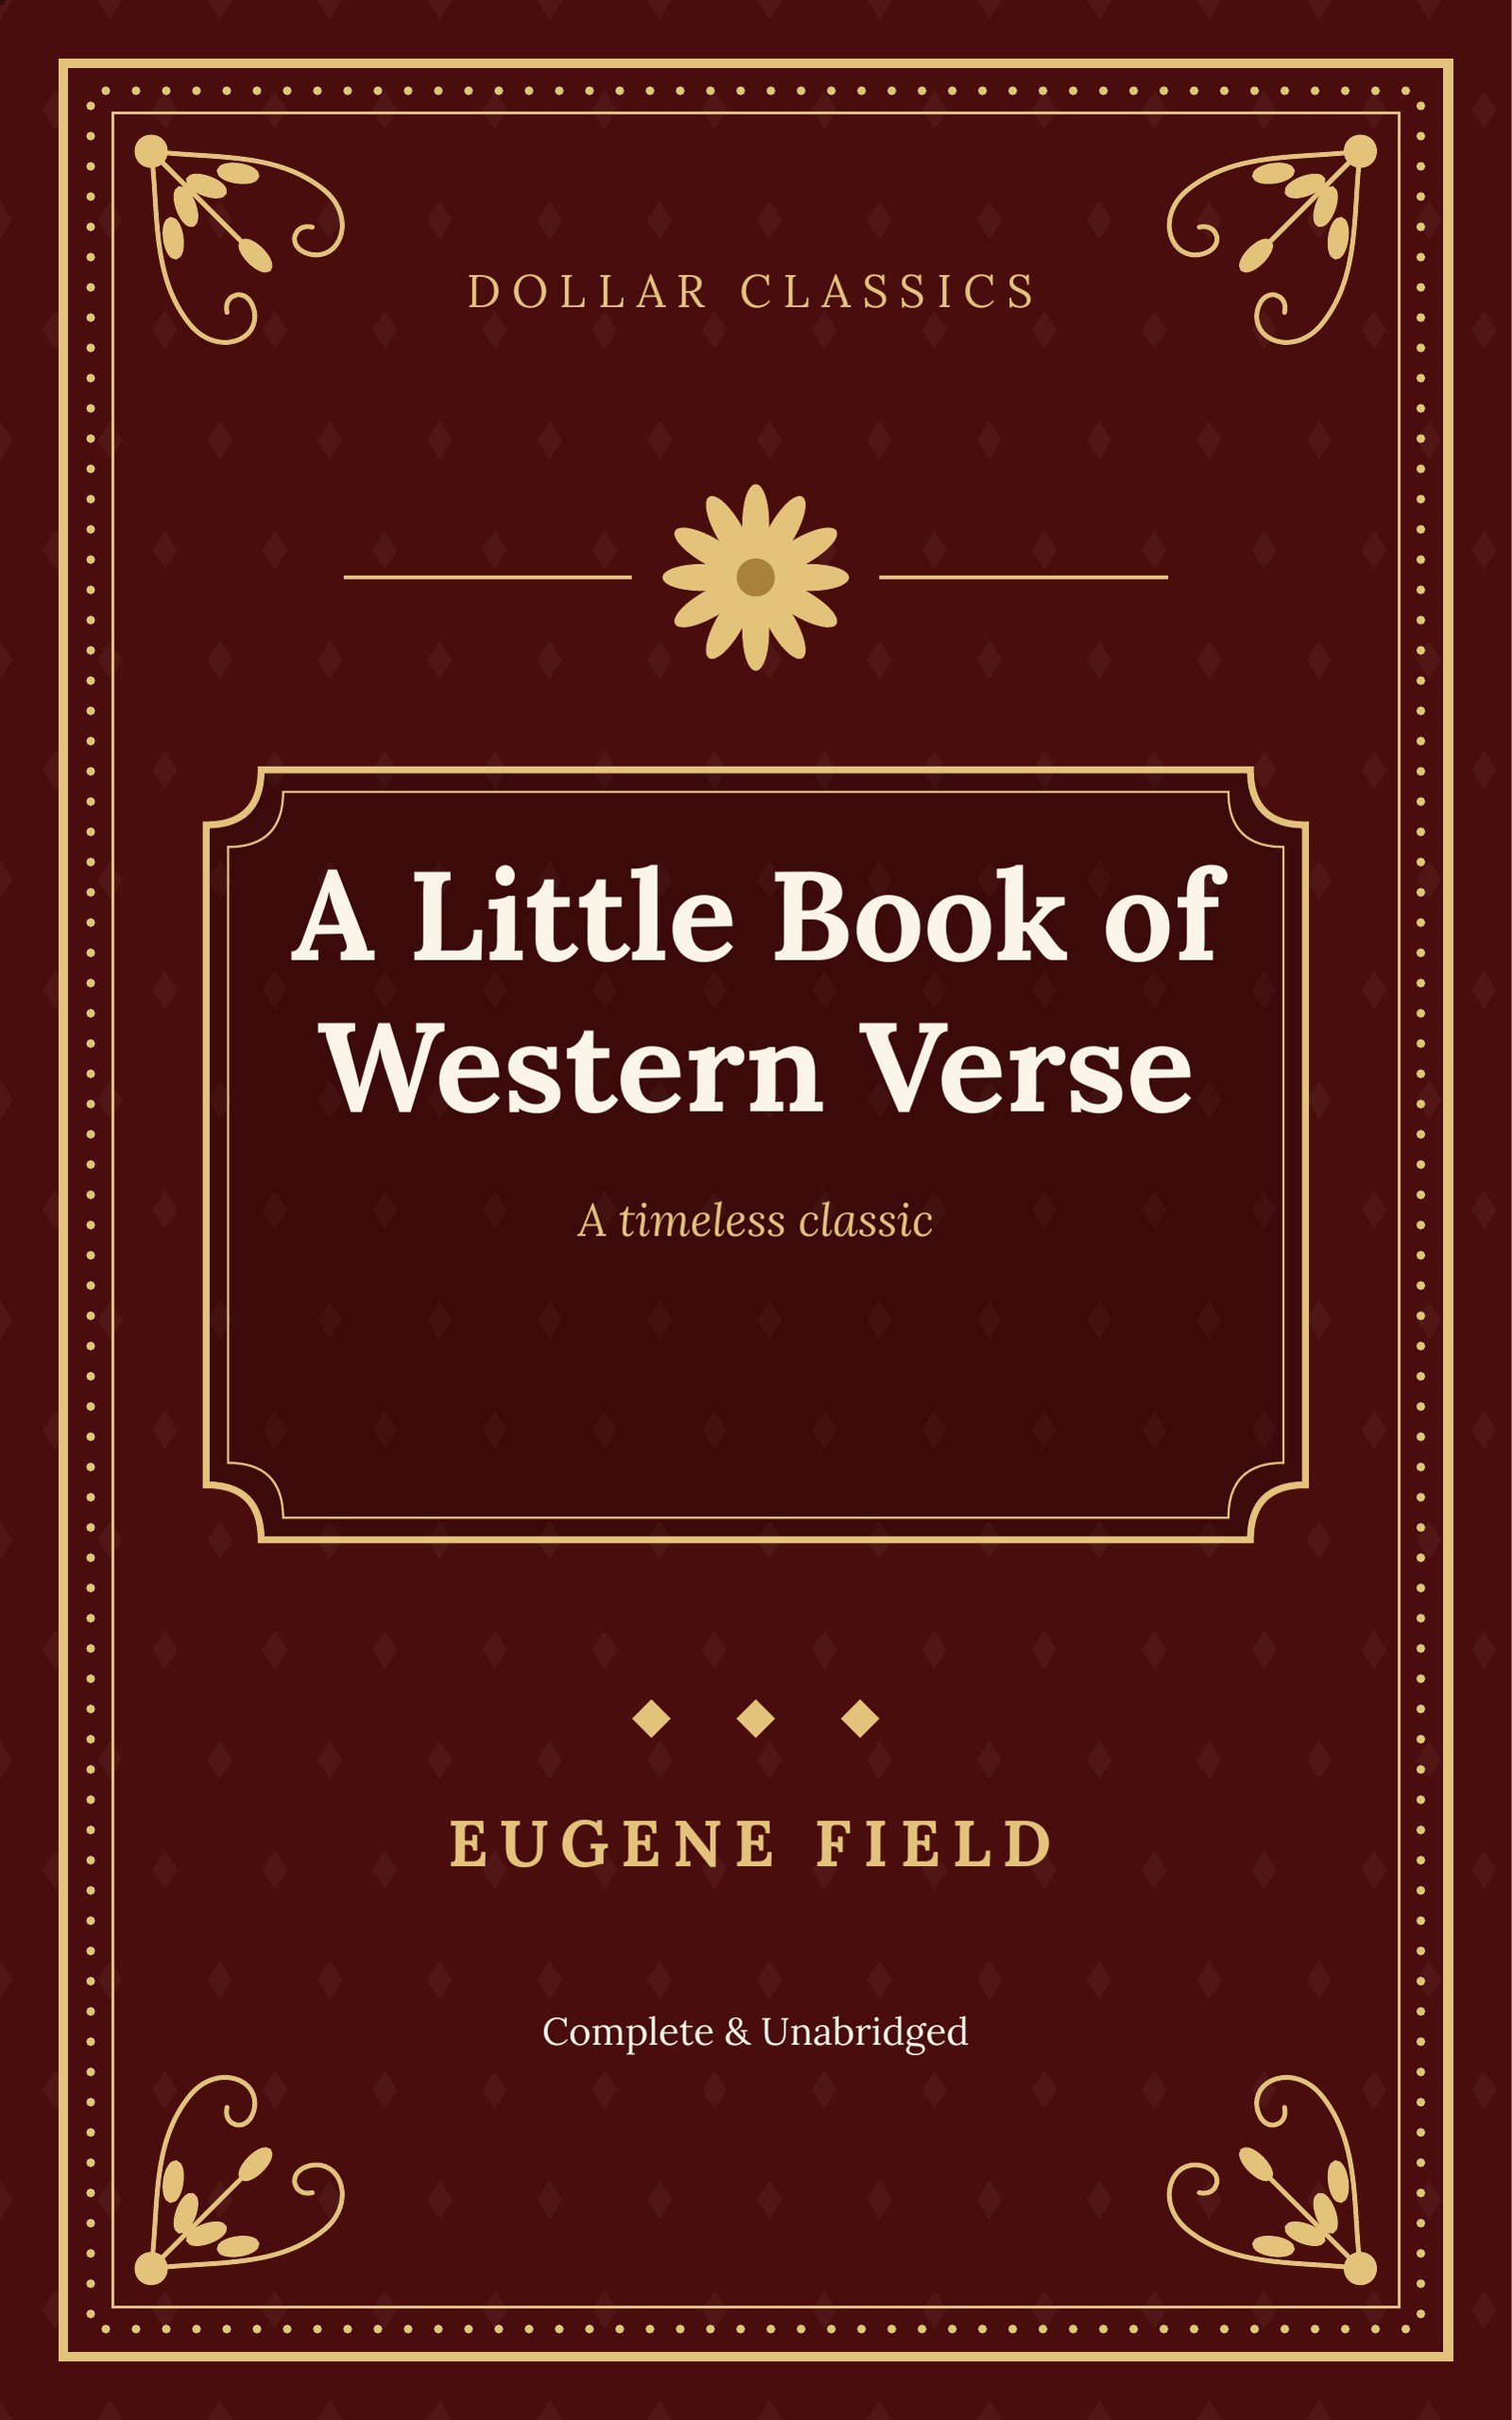 DOLLAR CLASSICS
A Little Book of
Western Verse
A timeless classic
EUGENE FIELD
Complete & Unabridged